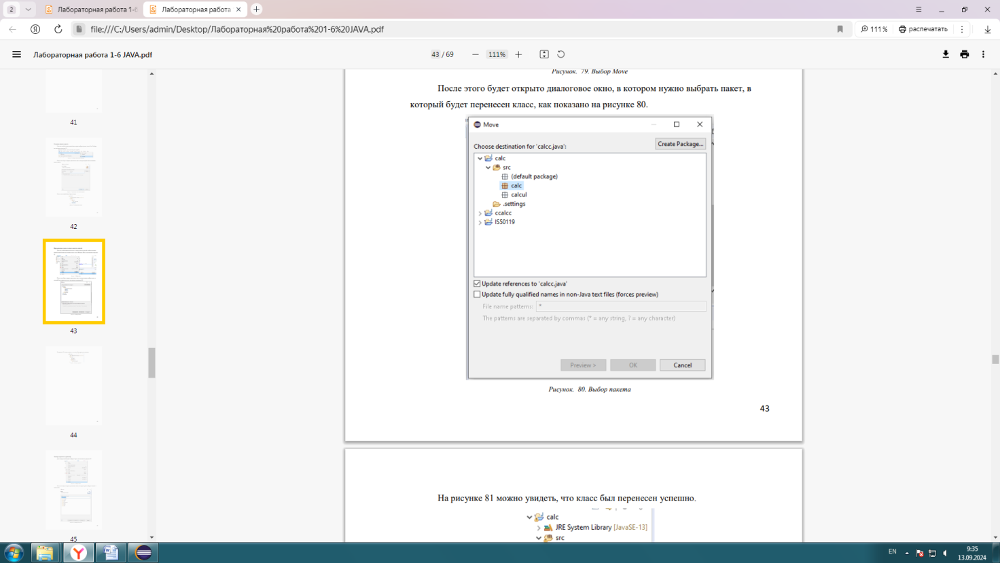 2
Лабораторная работа 1-6
Лабораторная работа
file:///C:/Users/admin/Desktop/Лабораторная%20работа%201-6%20JAVA.pdf
111%
распечатать
Лабораторная работа 1-6 JAVA.pdf
43 / 69
111%
41
42
43
44
45
Рисунок. 79. Выбор Move
После этого будет открыто диалоговое окно, в котором нужно выбрать пакет, в
который будет перенесен класс, как показано на рисунке 80.
Move
Choose destination for 'calcc.java':
Create Package...
calc
src
(default package)
calc
calcul
.settings
ccalcc
IS50119
Update references to 'calcc.java'
Update fully qualified names in non-Java text files (forces preview)
File name patterns: *
The patterns are separated by commas (* = any string, ? = any character)
Preview >
OK
Cancel
Рисунок. 80. Выбор пакета
43
На рисунке 81 можно увидеть, что класс был перенесен успешно.
calc
JRE System Library [JavaSE-13]
src
EN
9:35
13.09.2024